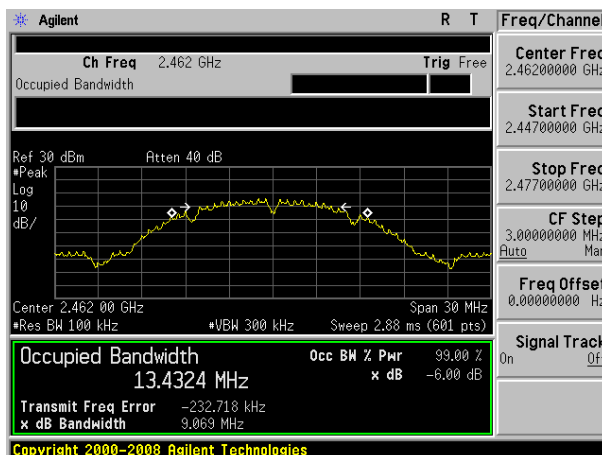 Agilent R T Freq/Channel
Ch Freq 2.462 GHz Trig Free
Occupied Bandwidth
Center Freq
2.46200000 GHz
Start Freq
2.44700000 GHz
Stop Freq
2.47700000 GHz
CF Step
3.00000000 MHz
Auto Man
Freq Offset
0.00000000 Hz
Signal Track
On Off
Ref 30 dBm Atten 40 dB
#Peak
Log
10
dB/
Center 2.462 00 GHz Span 30 MHz
#Res BW 100 kHz #VBW 300 kHz Sweep 2.88 ms (601 pts)
Occupied Bandwidth Occ BW % Pwr 99.00 %
13.4324 MHz x dB -6.00 dB
Transmit Freq Error -232.718 kHz
x dB Bandwidth 9.069 MHz
Copyright 2000-2008 Agilent Technologies